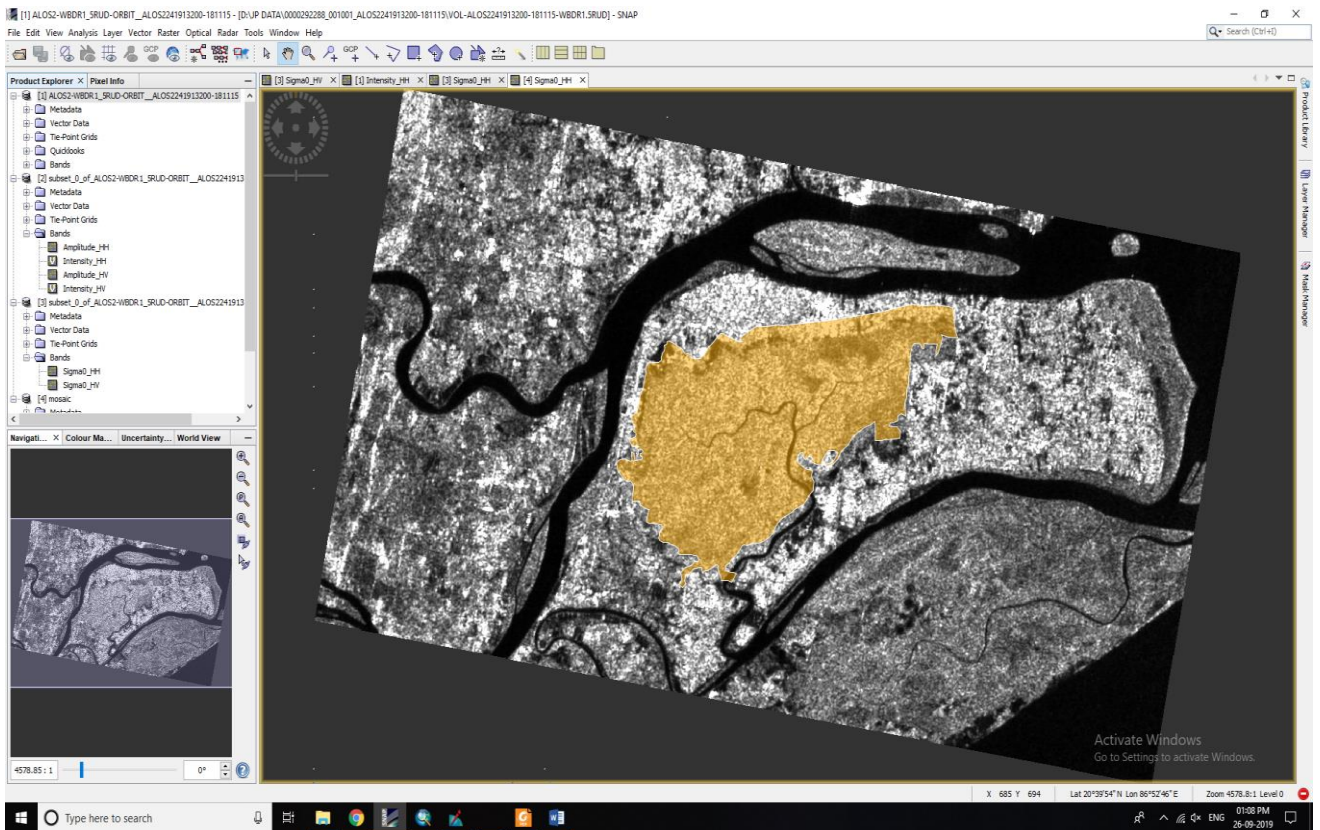 [1] ALOS2-WBDR1_5RUD-ORBIT__ALOS2241913200-181115 - [D:\UP DATA\0000292288_001001_ALOS2241913200-181115\VOL-ALOS2241913200-181115-WBDR1.5RUD] - SNAP
File Edit View Analysis Layer Vector Raster Optical Radar Tools Window Help
Search (Ctrl+I)
GCP GCP
Product Explorer × Pixel Info
[3] Sigma0_HV × [1] Intensity_HH × [3] Sigma0_HH × [4] Sigma0_HH ×
[1] ALOS2-WBDR1_5RUD-ORBIT__ALOS2241913200-181115
Metadata
Vector Data
Tie-Point Grids
Quicklooks
Bands
[2] subset_0_of_ALOS2-WBDR1_5RUD-ORBIT__ALOS2241913
Metadata
Vector Data
Tie-Point Grids
Bands
Amplitude_HH
Intensity_HH
Amplitude_HV
Intensity_HV
[3] subset_0_of_ALOS2-WBDR1_5RUD-ORBIT__ALOS2241913
Metadata
Vector Data
Tie-Point Grids
Bands
Sigma0_HH
Sigma0_HV
[4] mosaic
Metadata
Product Library
Layer Manager
Mask Manager
Navigati... × Colour Ma... Uncertainty... World View
4578.85 : 1
0°
Activate Windows
Go to Settings to activate Windows.
X 685 Y 694 Lat 20°39'54" N Lon 86°52'46" E Zoom 4578.8:1 Level 0
Type here to search
ENG
01:08 PM
26-09-2019